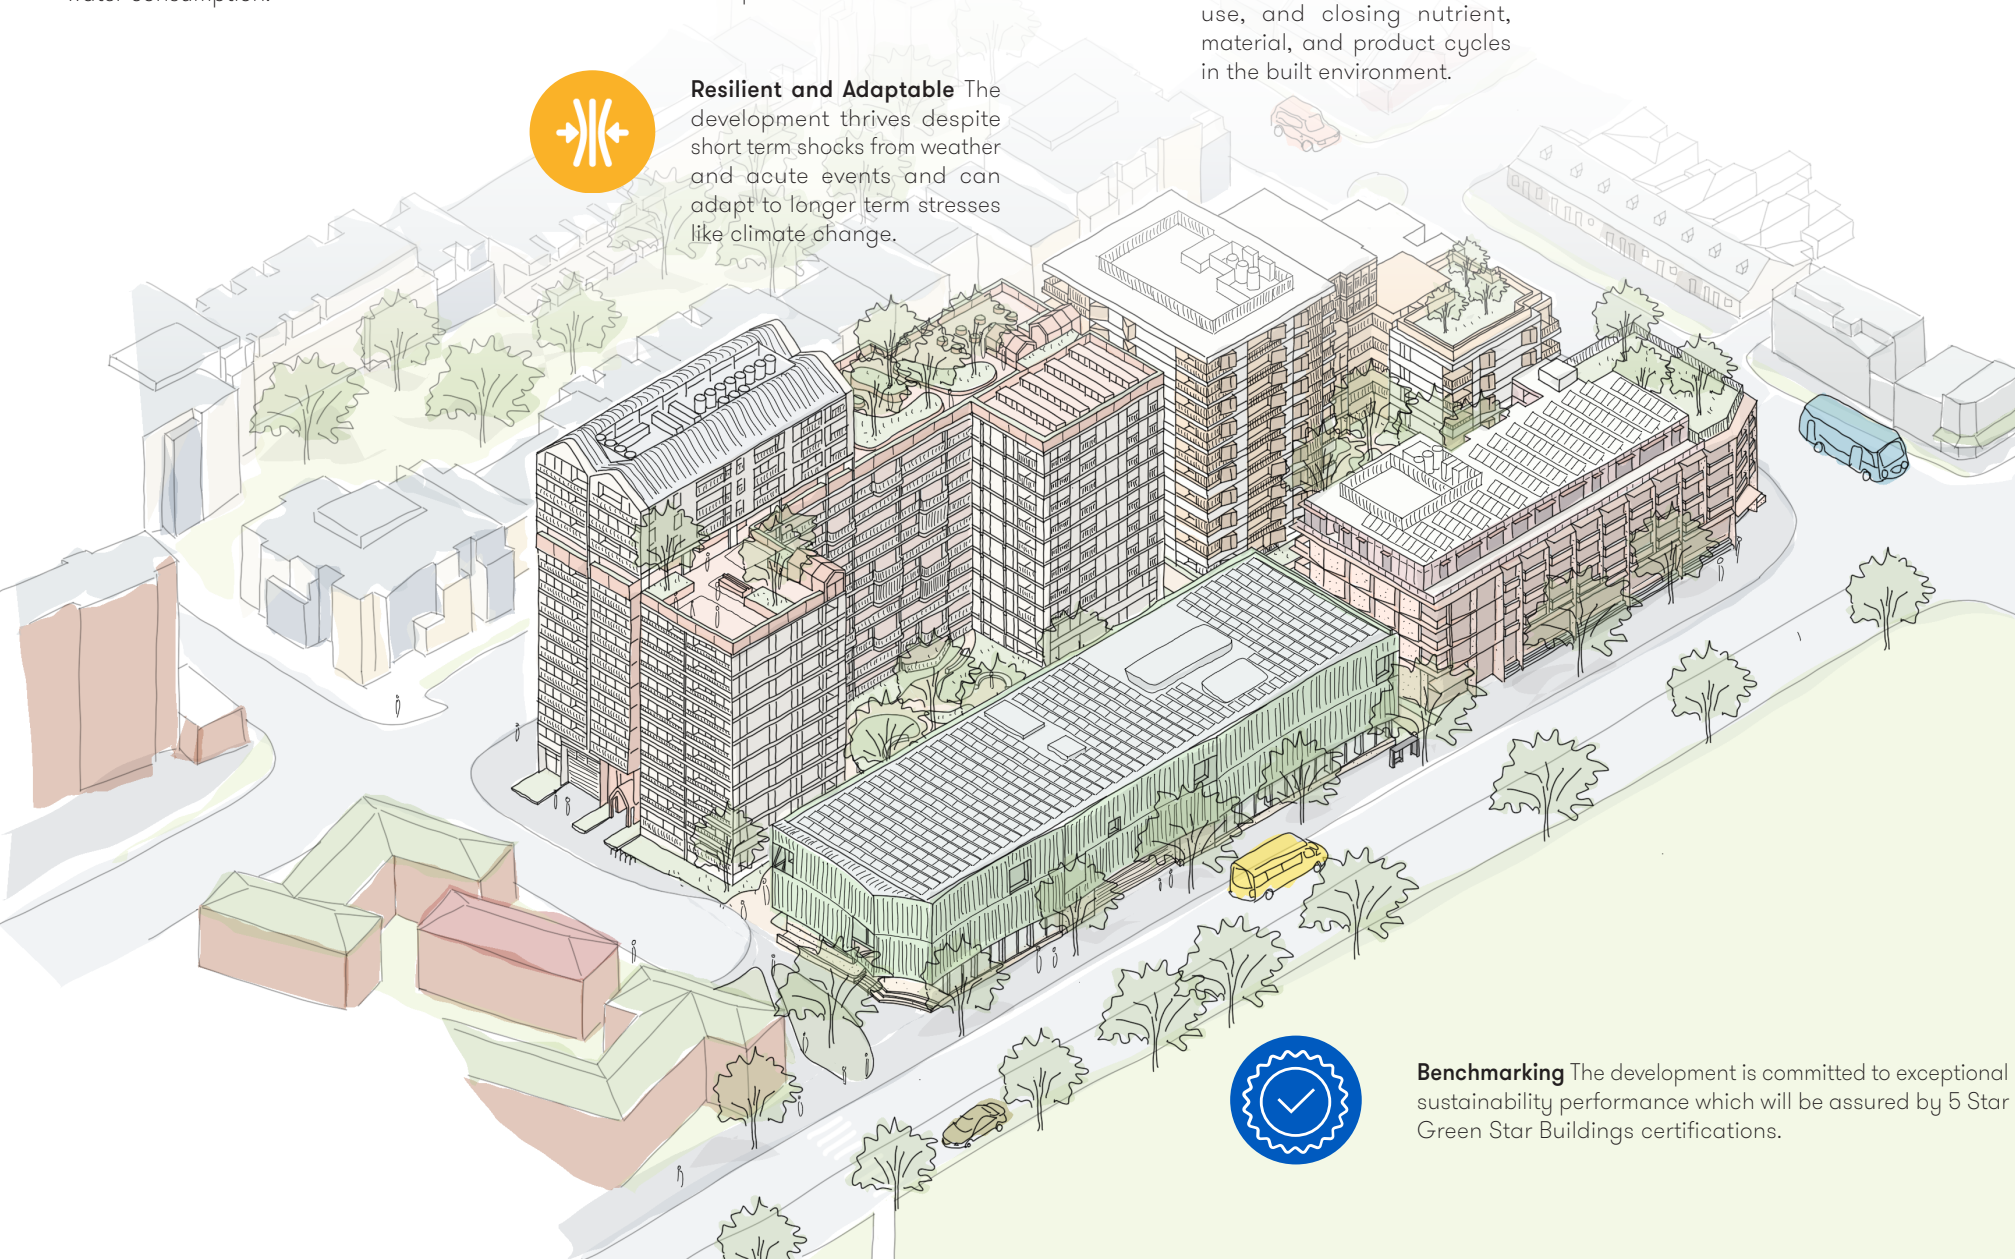 water consumption.
use, and closing nutrient,
material, and product cycles
in the built environment.
Resilient and Adaptable The
development thrives despite
short term shocks from weather
and acute events and can
adapt to longer term stresses
like climate change.
Benchmarking The development is committed to exceptional
sustainability performance which will be assured by 5 Star
Green Star Buildings certifications.